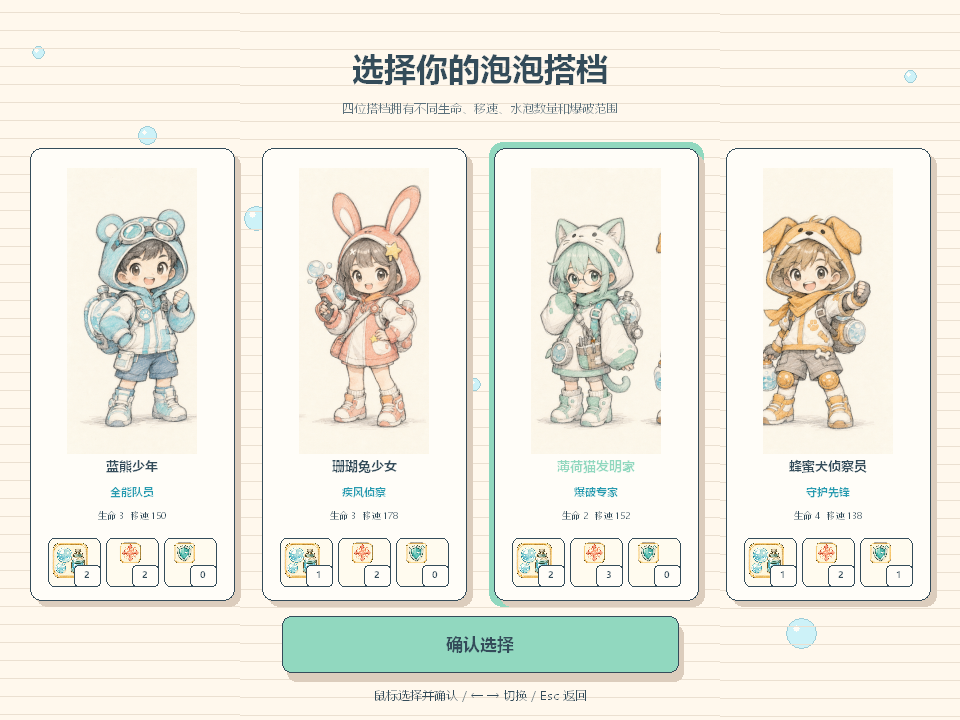 选择你的泡泡搭档
四位搭档拥有不同生命、移速、水泡数量和爆破范围
蓝熊少年
全能队员
生命 3 移速 150
2 2 0
珊瑚兔少女
疾风侦察
生命 3 移速 178
1 2 0
薄荷猫发明家
爆破专家
生命 2 移速 152
2 3 0
蜂蜜犬侦察员
守护先锋
生命 4 移速 138
1 2 1
确认选择
鼠标选择并确认 / ← → 切换 / Esc 返回